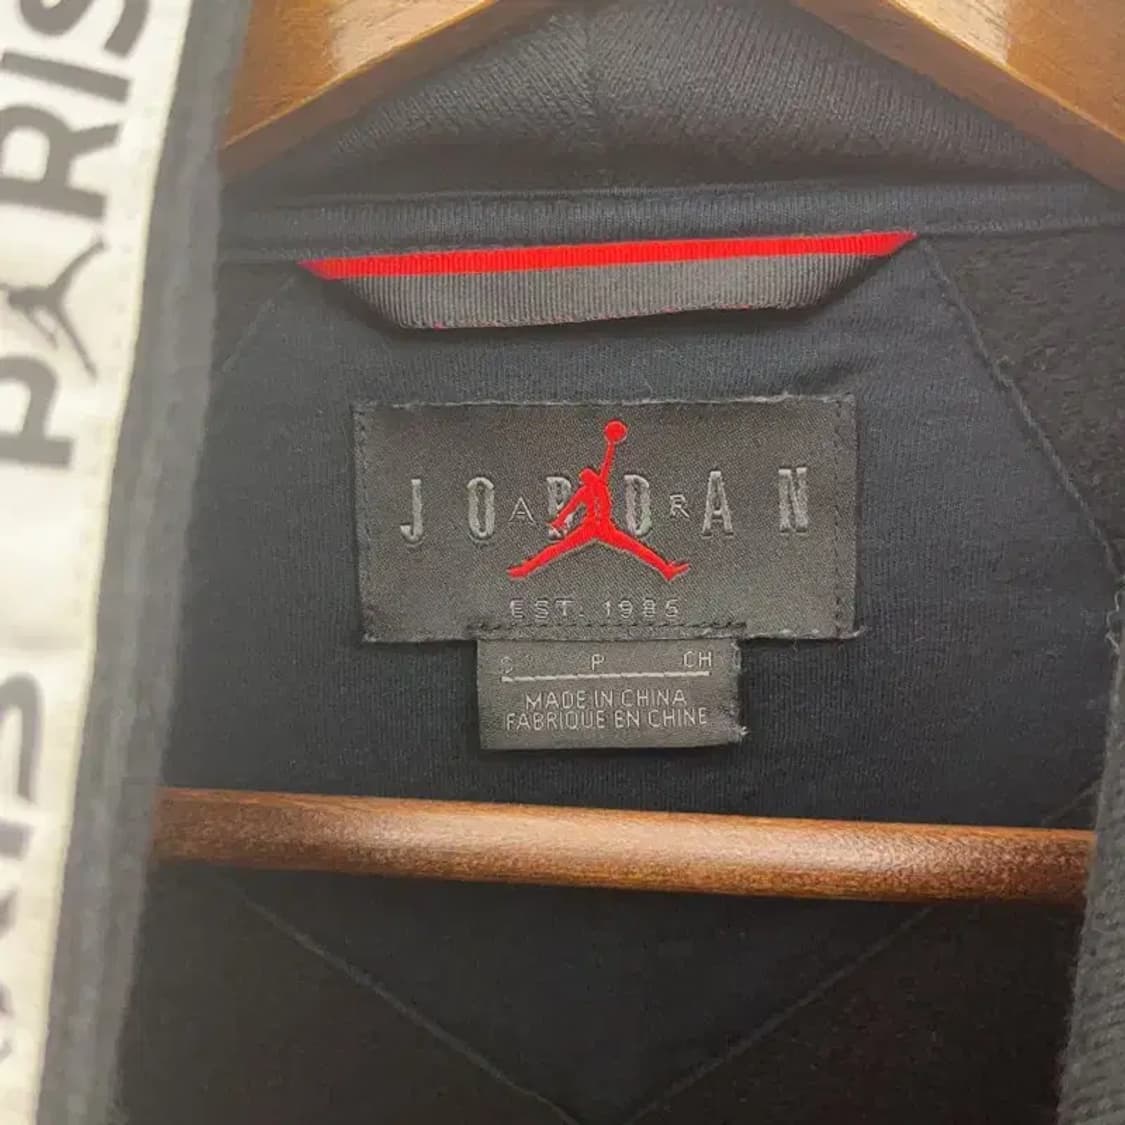 PARIS
JORDAN
AIR
EST. 1985
S P CH
MADE IN CHINA
FABRIQUE EN CHINE